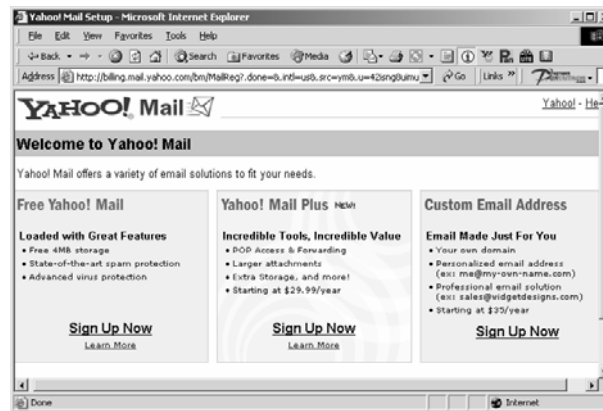 Yahoo! Mail Setup - Microsoft Internet Explorer
File Edit View Favorites Tools Help
Back Search Favorites Media
Address http://billing.mail.yahoo.com/bm/MailReg?.done=&.intl=us&.src=ym&.u=42isng8uimu Go Links »
YAHOO! Mail
Yahoo! - He
Welcome to Yahoo! Mail
Yahoo! Mail offers a variety of email solutions to fit your needs.
Free Yahoo! Mail
Loaded with Great Features
• Free 4MB storage
• State-of-the-art spam protection
• Advanced virus protection
Sign Up Now
Learn More
Yahoo! Mail Plus NEW!
Incredible Tools, Incredible Value
• POP Access & Forwarding
• Larger attachments
• Extra Storage, and more!
• Starting at $29.99/year
Sign Up Now
Learn More
Custom Email Address
Email Made Just For You
• Your own domain
• Personalized email address
(ex: me@my-own-name.com)
• Professional email solution
(ex: sales@widgetdesigns.com)
• Starting at $35/year
Sign Up Now
Done
Internet